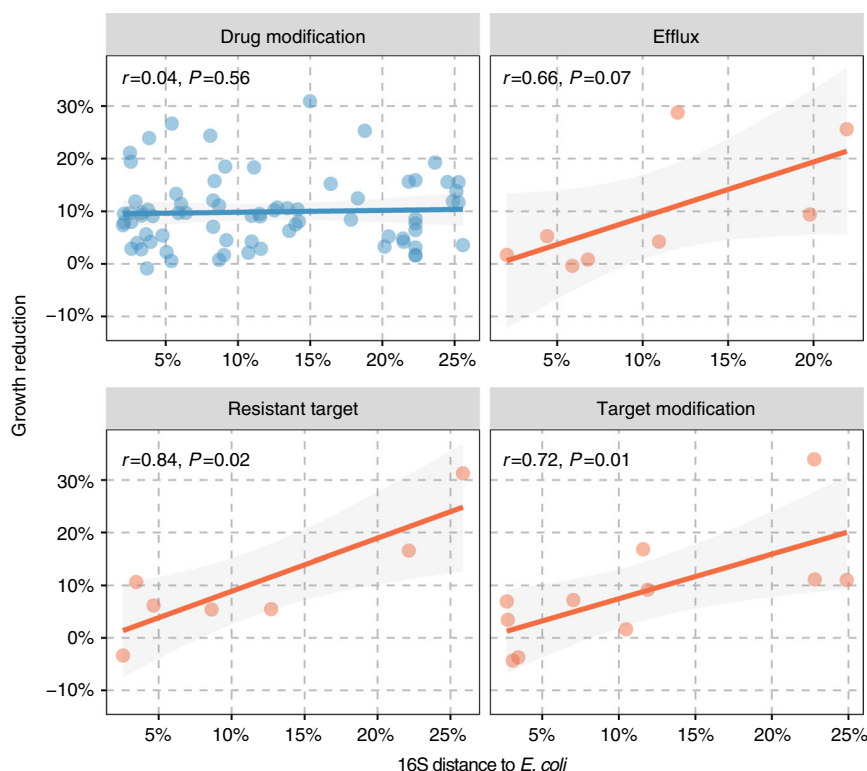 Drug modification
Efflux
r=0.04, P=0.56
r=0.66, P=0.07
30%
20%
10%
0%
−10%
5% 10% 15% 20% 25%
5% 10% 15% 20%
Growth reduction
Resistant target
Target modification
r=0.84, P=0.02
r=0.72, P=0.01
30%
20%
10%
0%
−10%
5% 10% 15% 20% 25%
5% 10% 15% 20% 25%
16S distance to E. coli